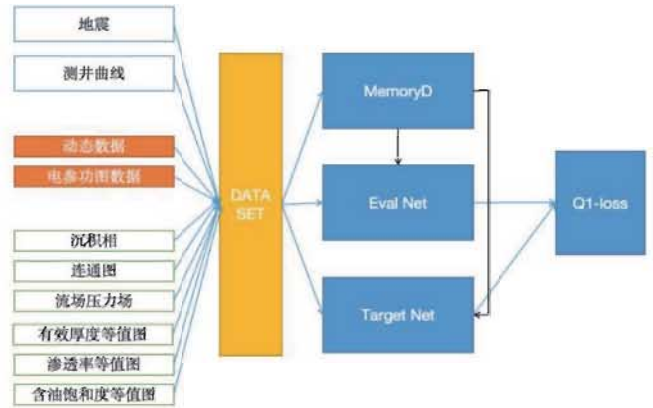 地震
测井曲线
动态数据
电参功图数据
沉积相
连通图
流场压力场
有效厚度等值图
渗透率等值图
含油饱和度等值图
DATA
SET
MemoryD
Eval Net
Target Net
Q1-loss